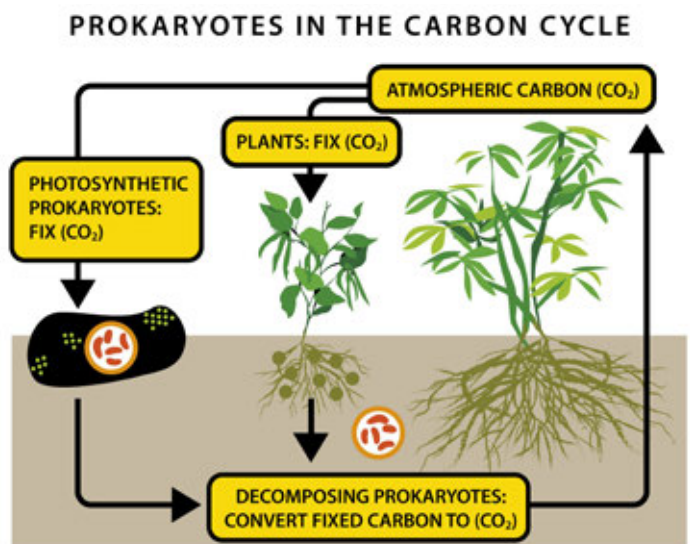 PROKARYOTES IN THE CARBON CYCLE
ATMOSPHERIC CARBON (CO₂)
PLANTS: FIX (CO₂)
PHOTOSYNTHETIC
PROKARYOTES:
FIX (CO₂)
DECOMPOSING PROKARYOTES:
CONVERT FIXED CARBON TO (CO₂)